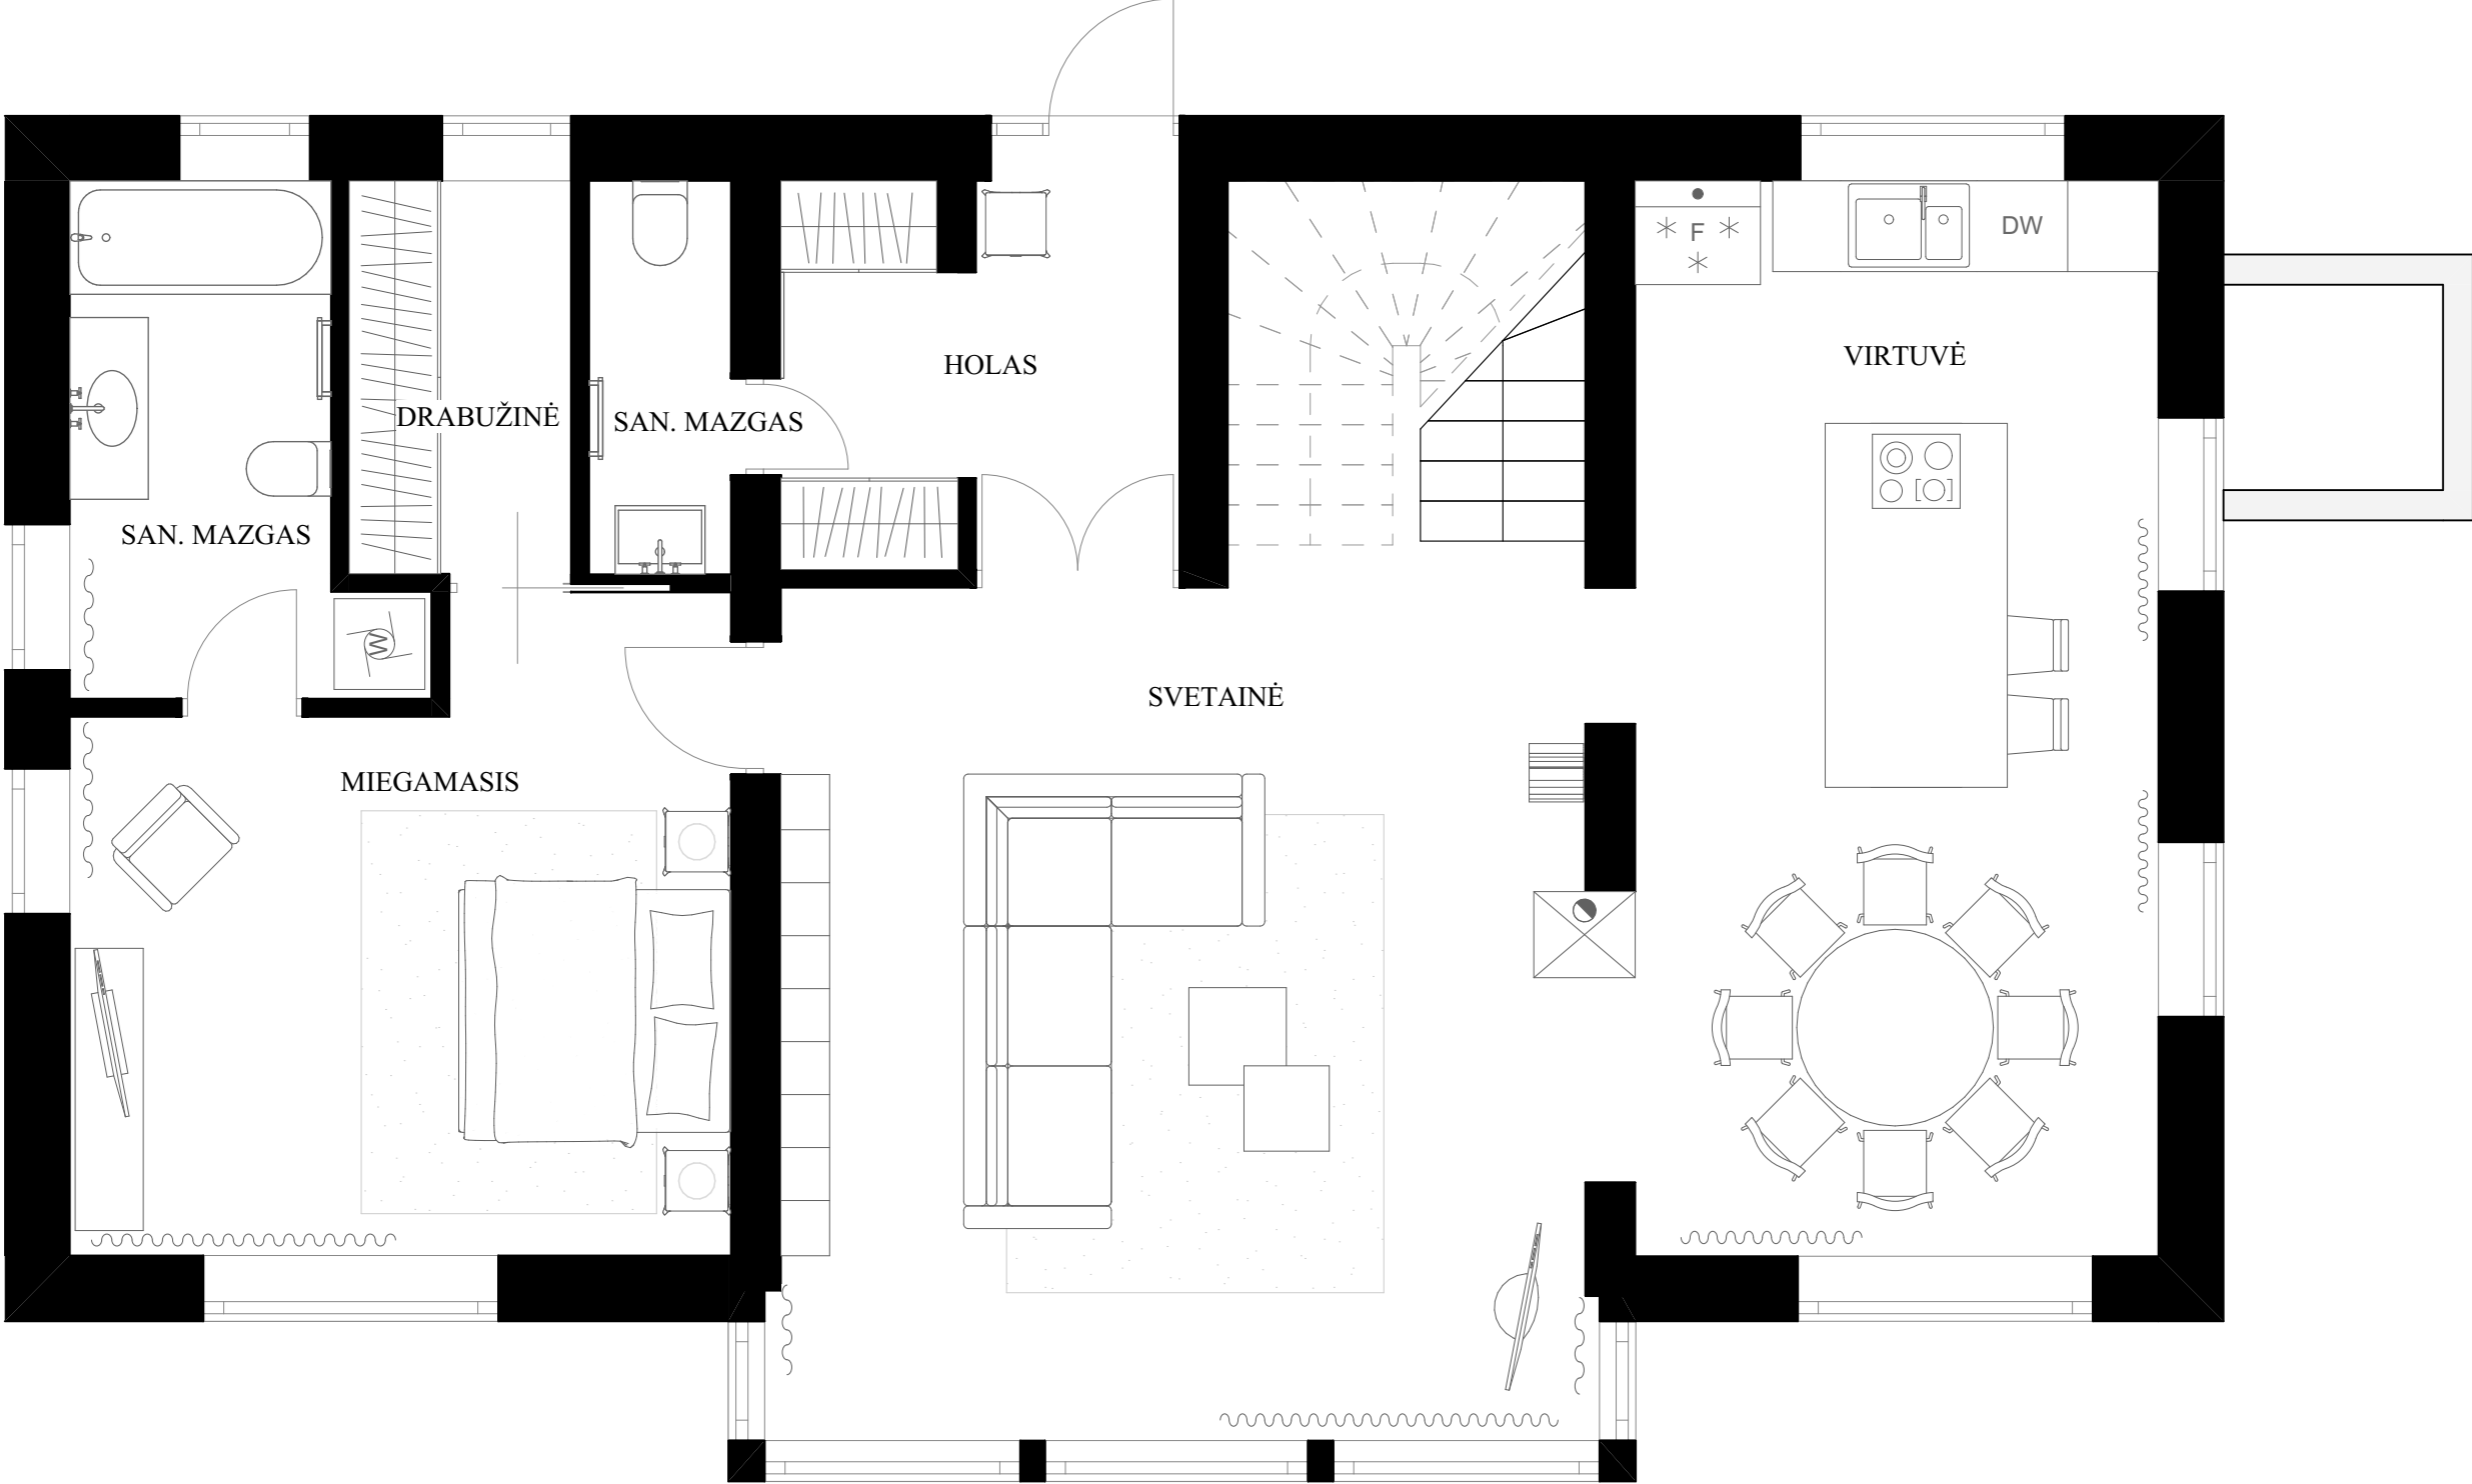 F
DW
HOLAS
VIRTUVĖ
DRABUŽINĖ
SAN. MAZGAS
SAN. MAZGAS
W
SVETAINĖ
MIEGAMASIS